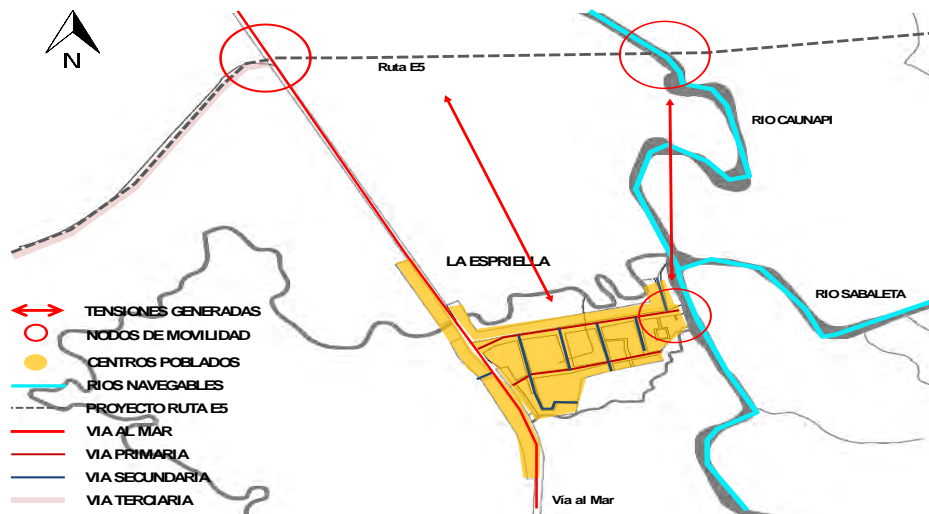 N
Ruta E5
RIO CAUNAPI
LA ESPRIELLA
RIO SABALETA
TENSIONES GENERADAS
NODOS DE MOVILIDAD
CENTROS POBLADOS
RIOS NAVEGABLES
PROYECTO RUTA E5
VIA AL MAR
VIA PRIMARIA
VIA SECUNDARIA
VIA TERCIARIA
Vía al Mar